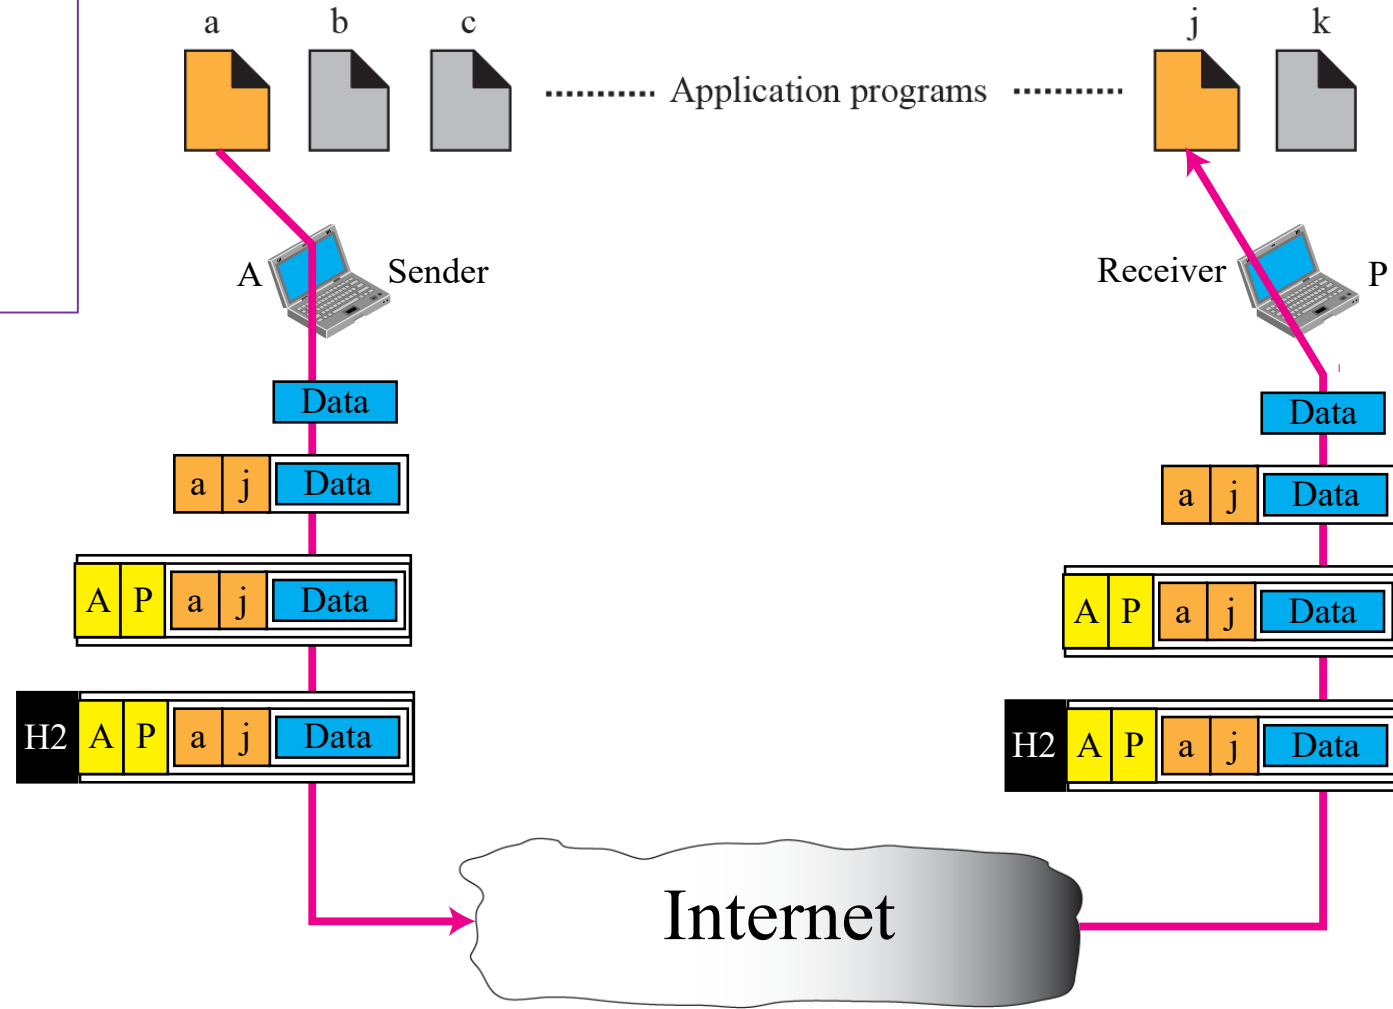 a b c j k
Application programs
A Sender Receiver P
Data Data
a j Data a j Data
A P a j Data A P a j Data
H2 A P a j Data H2 A P a j Data
Internet